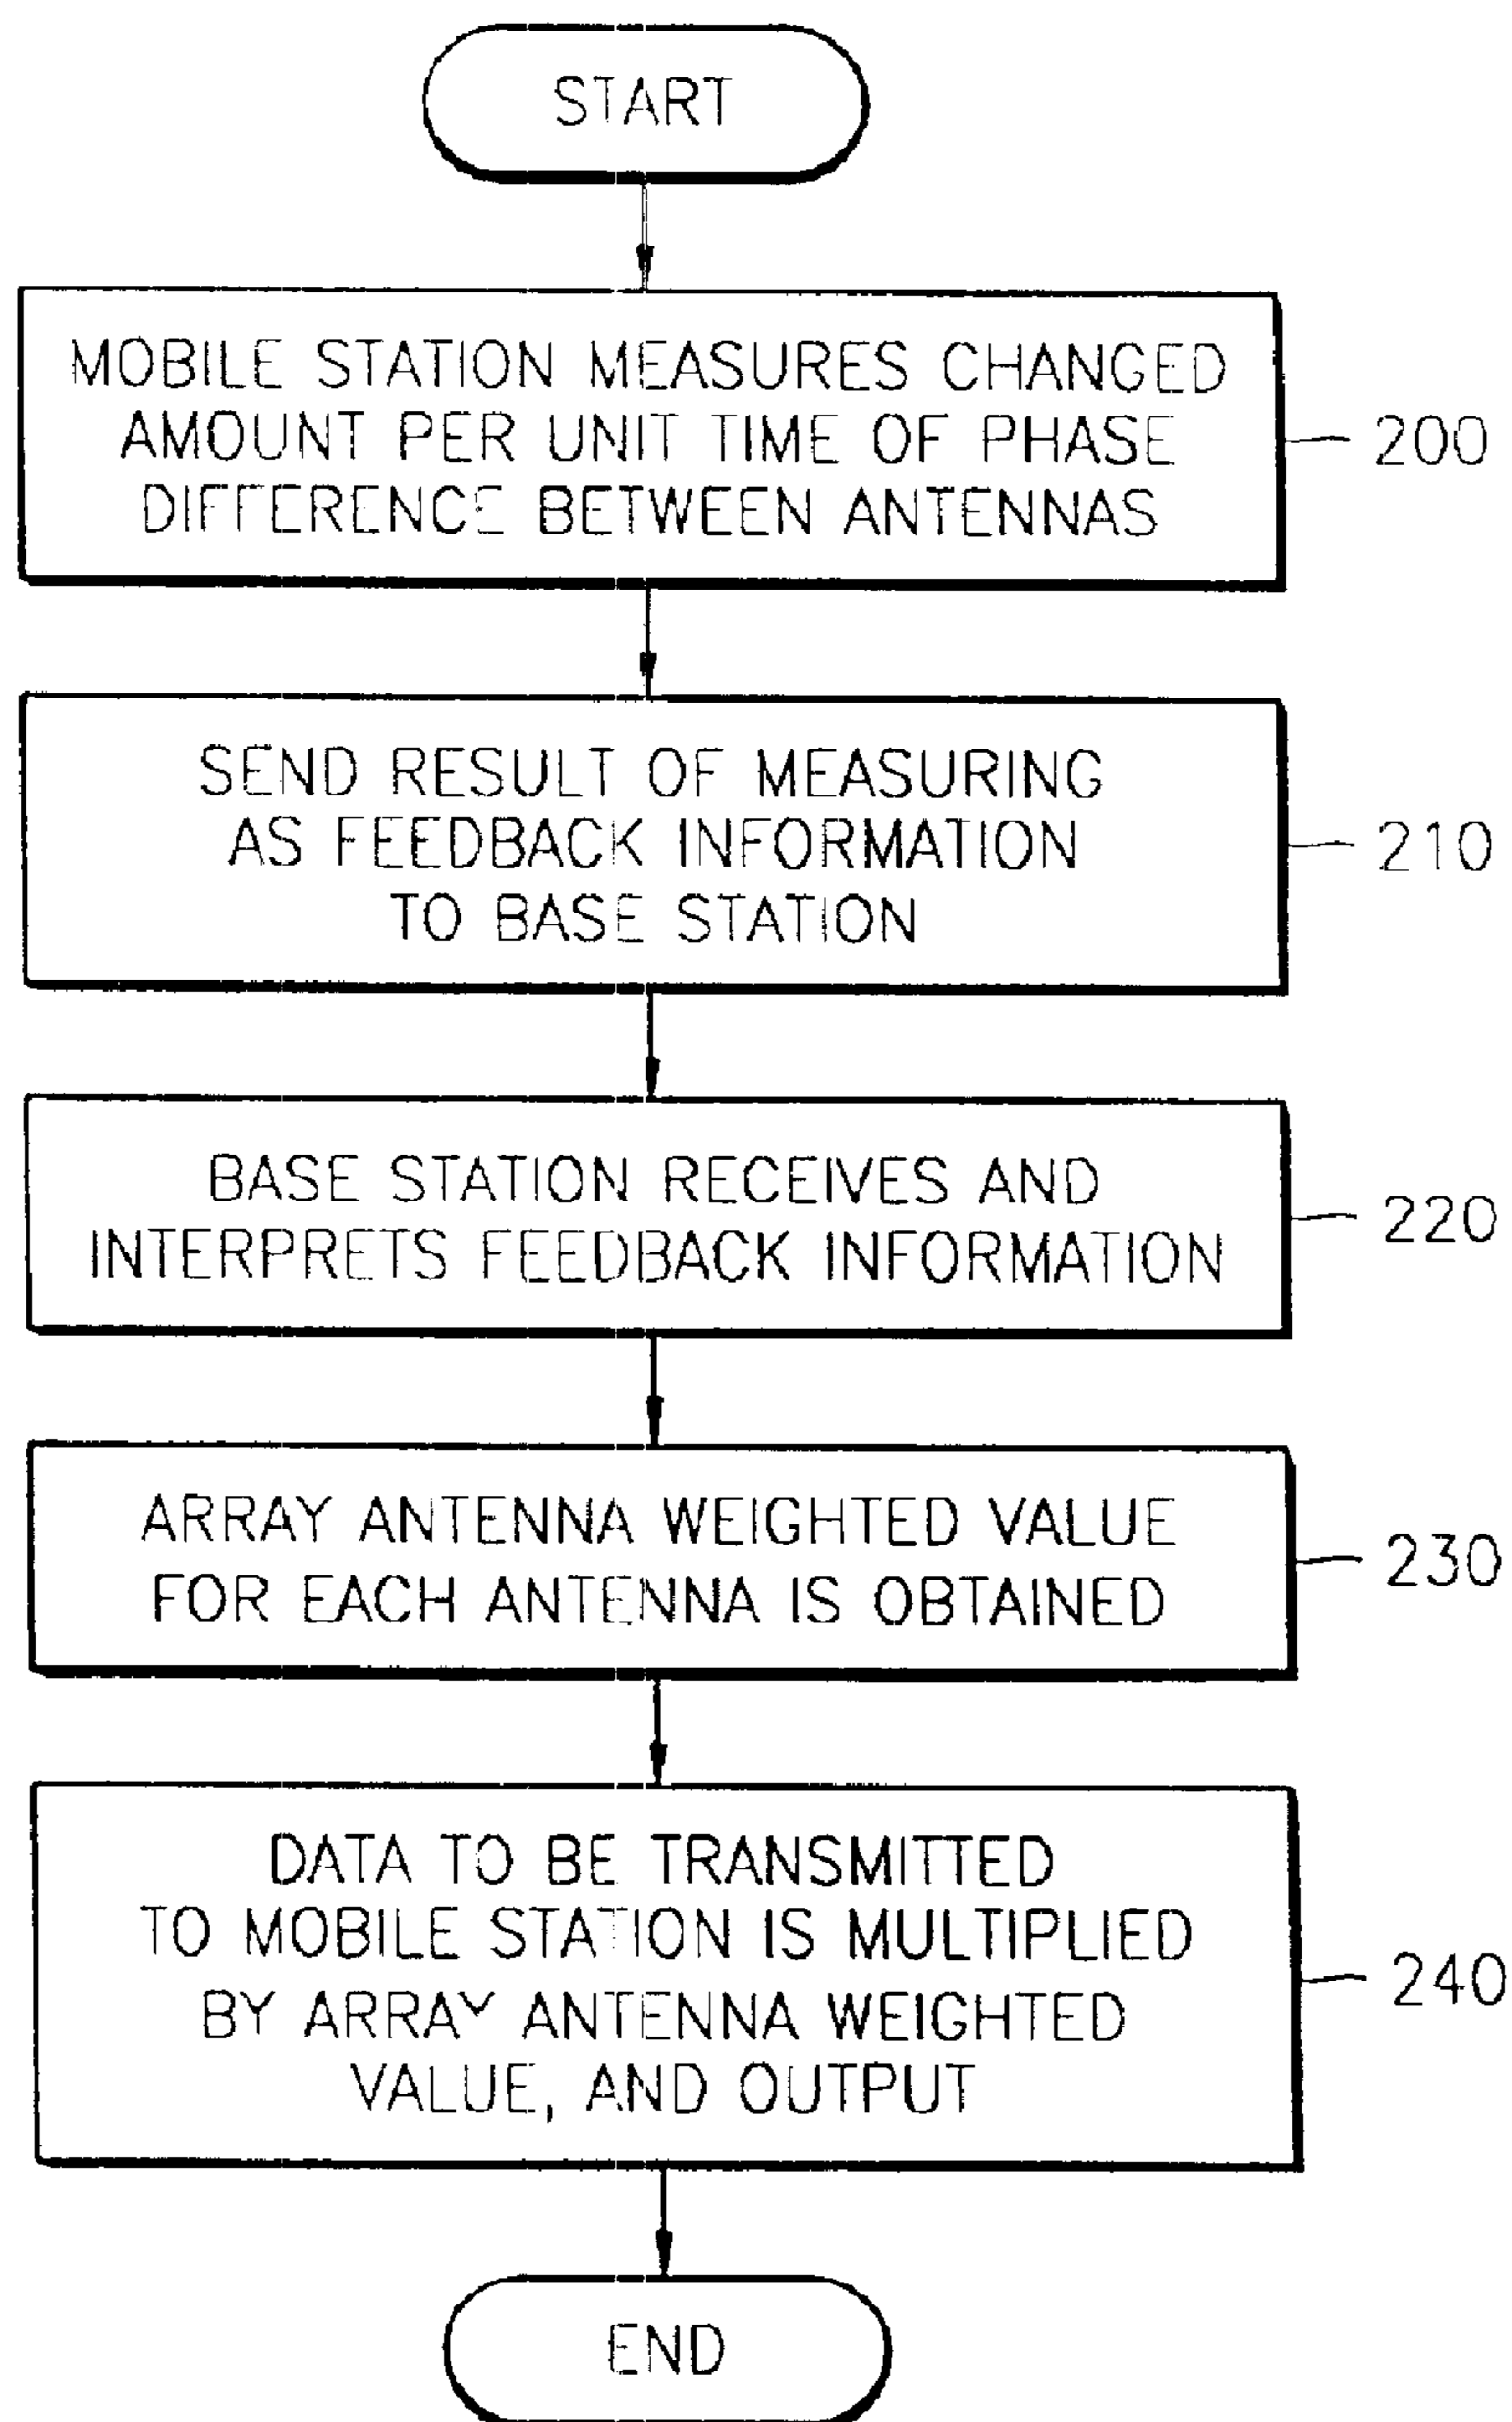 START
MOBILE STATION MEASURES CHANGED
AMOUNT PER UNIT TIME OF PHASE
DIFFERENCE BETWEEN ANTENNAS
200
SEND RESULT OF MEASURING
AS FEEDBACK INFORMATION
TO BASE STATION
210
BASE STATION RECEIVES AND
INTERPRETS FEEDBACK INFORMATION
220
ARRAY ANTENNA WEIGHTED VALUE
FOR EACH ANTENNA IS OBTAINED
230
DATA TO BE TRANSMITTED
TO MOBILE STATION IS MULTIPLIED
BY ARRAY ANTENNA WEIGHTED
VALUE, AND OUTPUT
240
END